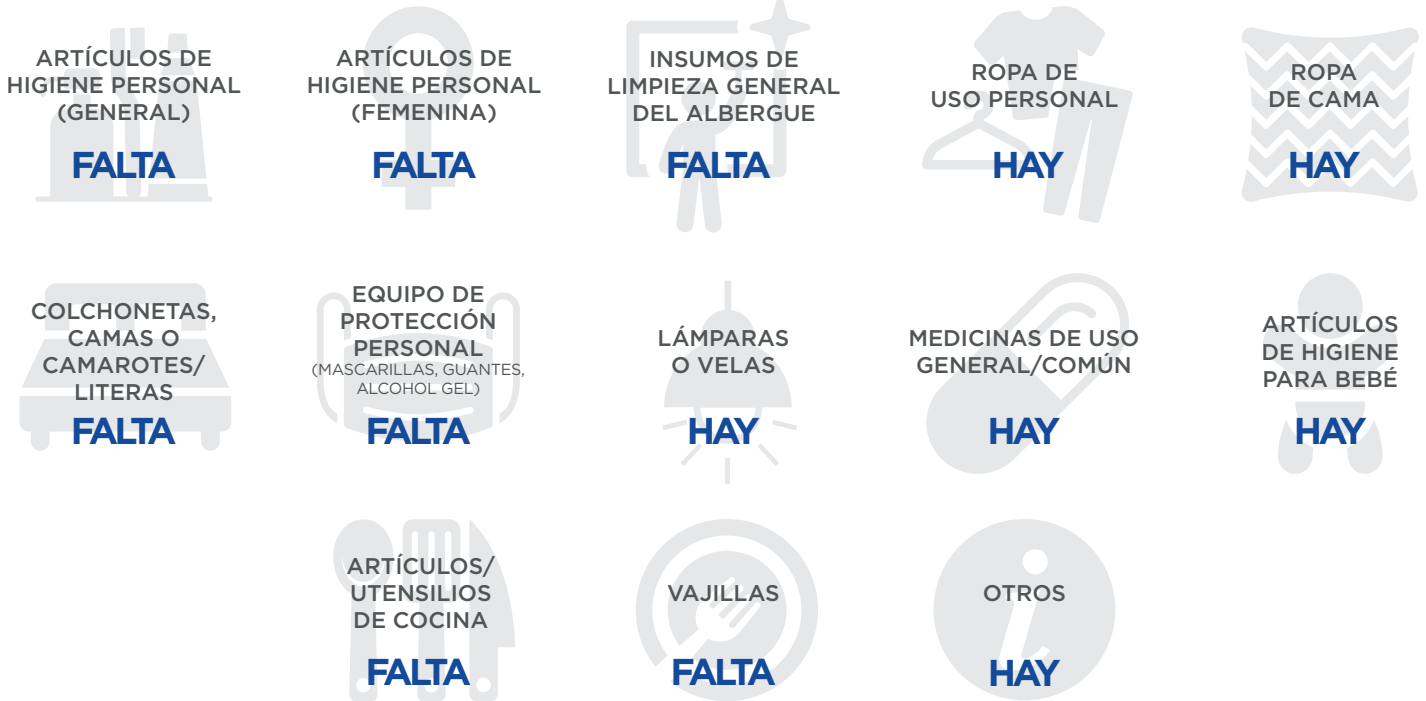 ARTÍCULOS DE
HIGIENE PERSONAL
(GENERAL)
FALTA
ARTÍCULOS DE
HIGIENE PERSONAL
(FEMENINA)
FALTA
INSUMOS DE
LIMPIEZA GENERAL
DEL ALBERGUE
FALTA
ROPA DE
USO PERSONAL
HAY
ROPA
DE CAMA
HAY
COLCHONETAS,
CAMAS O
CAMAROTES/
LITERAS
FALTA
EQUIPO DE
PROTECCIÓN
PERSONAL
(MASCARILLAS, GUANTES,
ALCOHOL GEL)
FALTA
LÁMPARAS
O VELAS
HAY
MEDICINAS DE USO
GENERAL/COMÚN
HAY
ARTÍCULOS
DE HIGIENE
PARA BEBÉ
HAY
ARTÍCULOS/
UTENSILIOS
DE COCINA
FALTA
VAJILLAS
FALTA
OTROS
HAY